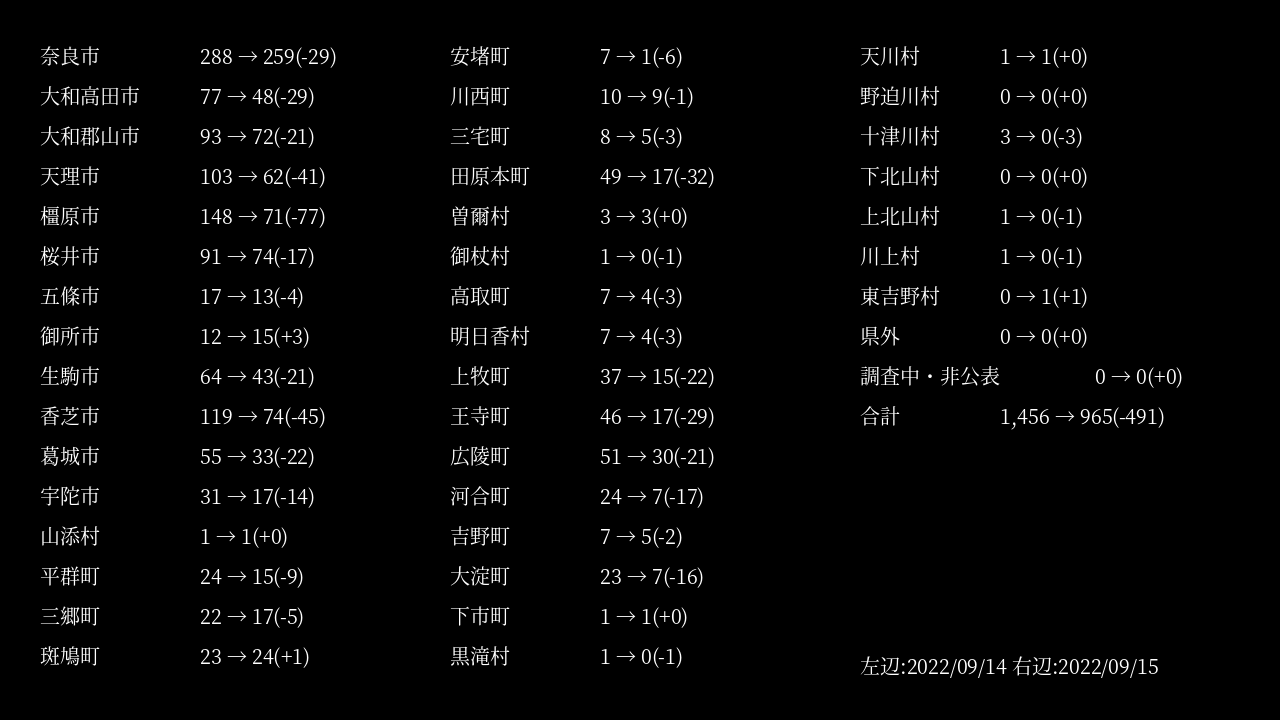 奈良市 288 → 259(-29)
大和高田市 77 → 48(-29)
大和郡山市 93 → 72(-21)
天理市 103 → 62(-41)
橿原市 148 → 71(-77)
桜井市 91 → 74(-17)
五條市 17 → 13(-4)
御所市 12 → 15(+3)
生駒市 64 → 43(-21)
香芝市 119 → 74(-45)
葛城市 55 → 33(-22)
宇陀市 31 → 17(-14)
山添村 1 → 1(+0)
平群町 24 → 15(-9)
三郷町 22 → 17(-5)
斑鳩町 23 → 24(+1)
安堵町 7 → 1(-6)
川西町 10 → 9(-1)
三宅町 8 → 5(-3)
田原本町 49 → 17(-32)
曽爾村 3 → 3(+0)
御杖村 1 → 0(-1)
高取町 7 → 4(-3)
明日香村 7 → 4(-3)
上牧町 37 → 15(-22)
王寺町 46 → 17(-29)
広陵町 51 → 30(-21)
河合町 24 → 7(-17)
吉野町 7 → 5(-2)
大淀町 23 → 7(-16)
下市町 1 → 1(+0)
黒滝村 1 → 0(-1)
天川村 1 → 1(+0)
野迫川村 0 → 0(+0)
十津川村 3 → 0(-3)
下北山村 0 → 0(+0)
上北山村 1 → 0(-1)
川上村 1 → 0(-1)
東吉野村 0 → 1(+1)
県外 0 → 0(+0)
調査中・非公表 0 → 0(+0)
合計 1,456 → 965(-491)
左辺:2022/09/14 右辺:2022/09/15